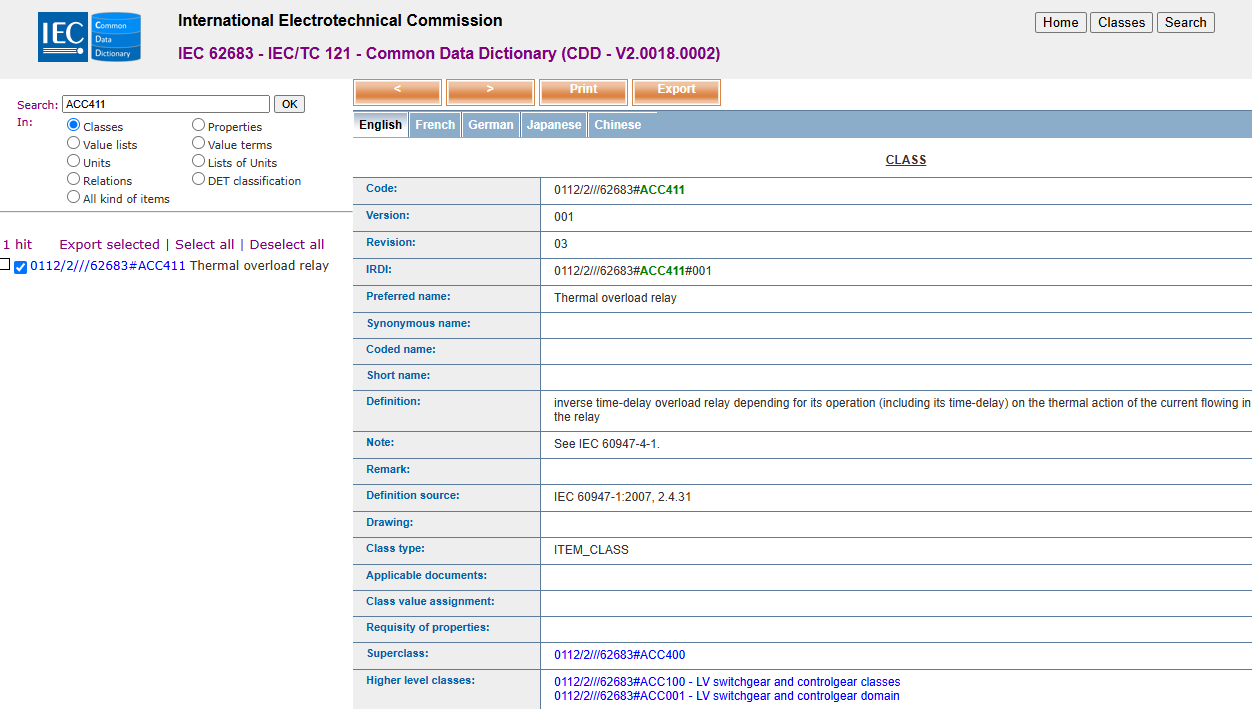 IEC Common Data Dictionary
International Electrotechnical Commission
IEC 62683 - IEC/TC 121 - Common Data Dictionary (CDD - V2.0018.0002)
Home Classes Search
Search: ACC411 OK
In:
Classes Properties
Value lists Value terms
Units Lists of Units
Relations DET classification
All kind of items
1 hit Export selected | Select all | Deselect all
0112/2///62683#ACC411 Thermal overload relay
< > Print Export
English French German Japanese Chinese
CLASS
Code: 0112/2///62683#ACC411
Version: 001
Revision: 03
IRDI: 0112/2///62683#ACC411#001
Preferred name: Thermal overload relay
Synonymous name:
Coded name:
Short name:
Definition: inverse time-delay overload relay depending for its operation (including its time-delay) on the thermal action of the current flowing in
the relay
Note: See IEC 60947-4-1.
Remark:
Definition source: IEC 60947-1:2007, 2.4.31
Drawing:
Class type: ITEM_CLASS
Applicable documents:
Class value assignment:
Requisity of properties:
Superclass: 0112/2///62683#ACC400
Higher level classes: 0112/2///62683#ACC100 - LV switchgear and controlgear classes
0112/2///62683#ACC001 - LV switchgear and controlgear domain